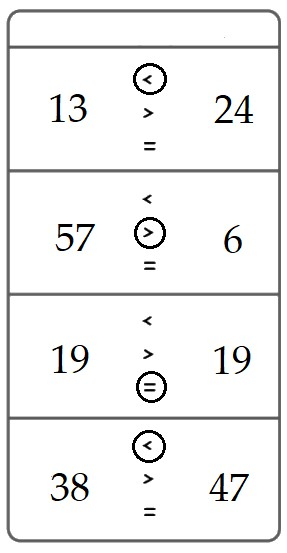 <
13 > 24
=
<
57 > 6
=
<
19 > 19
=
<
38 > 47
=